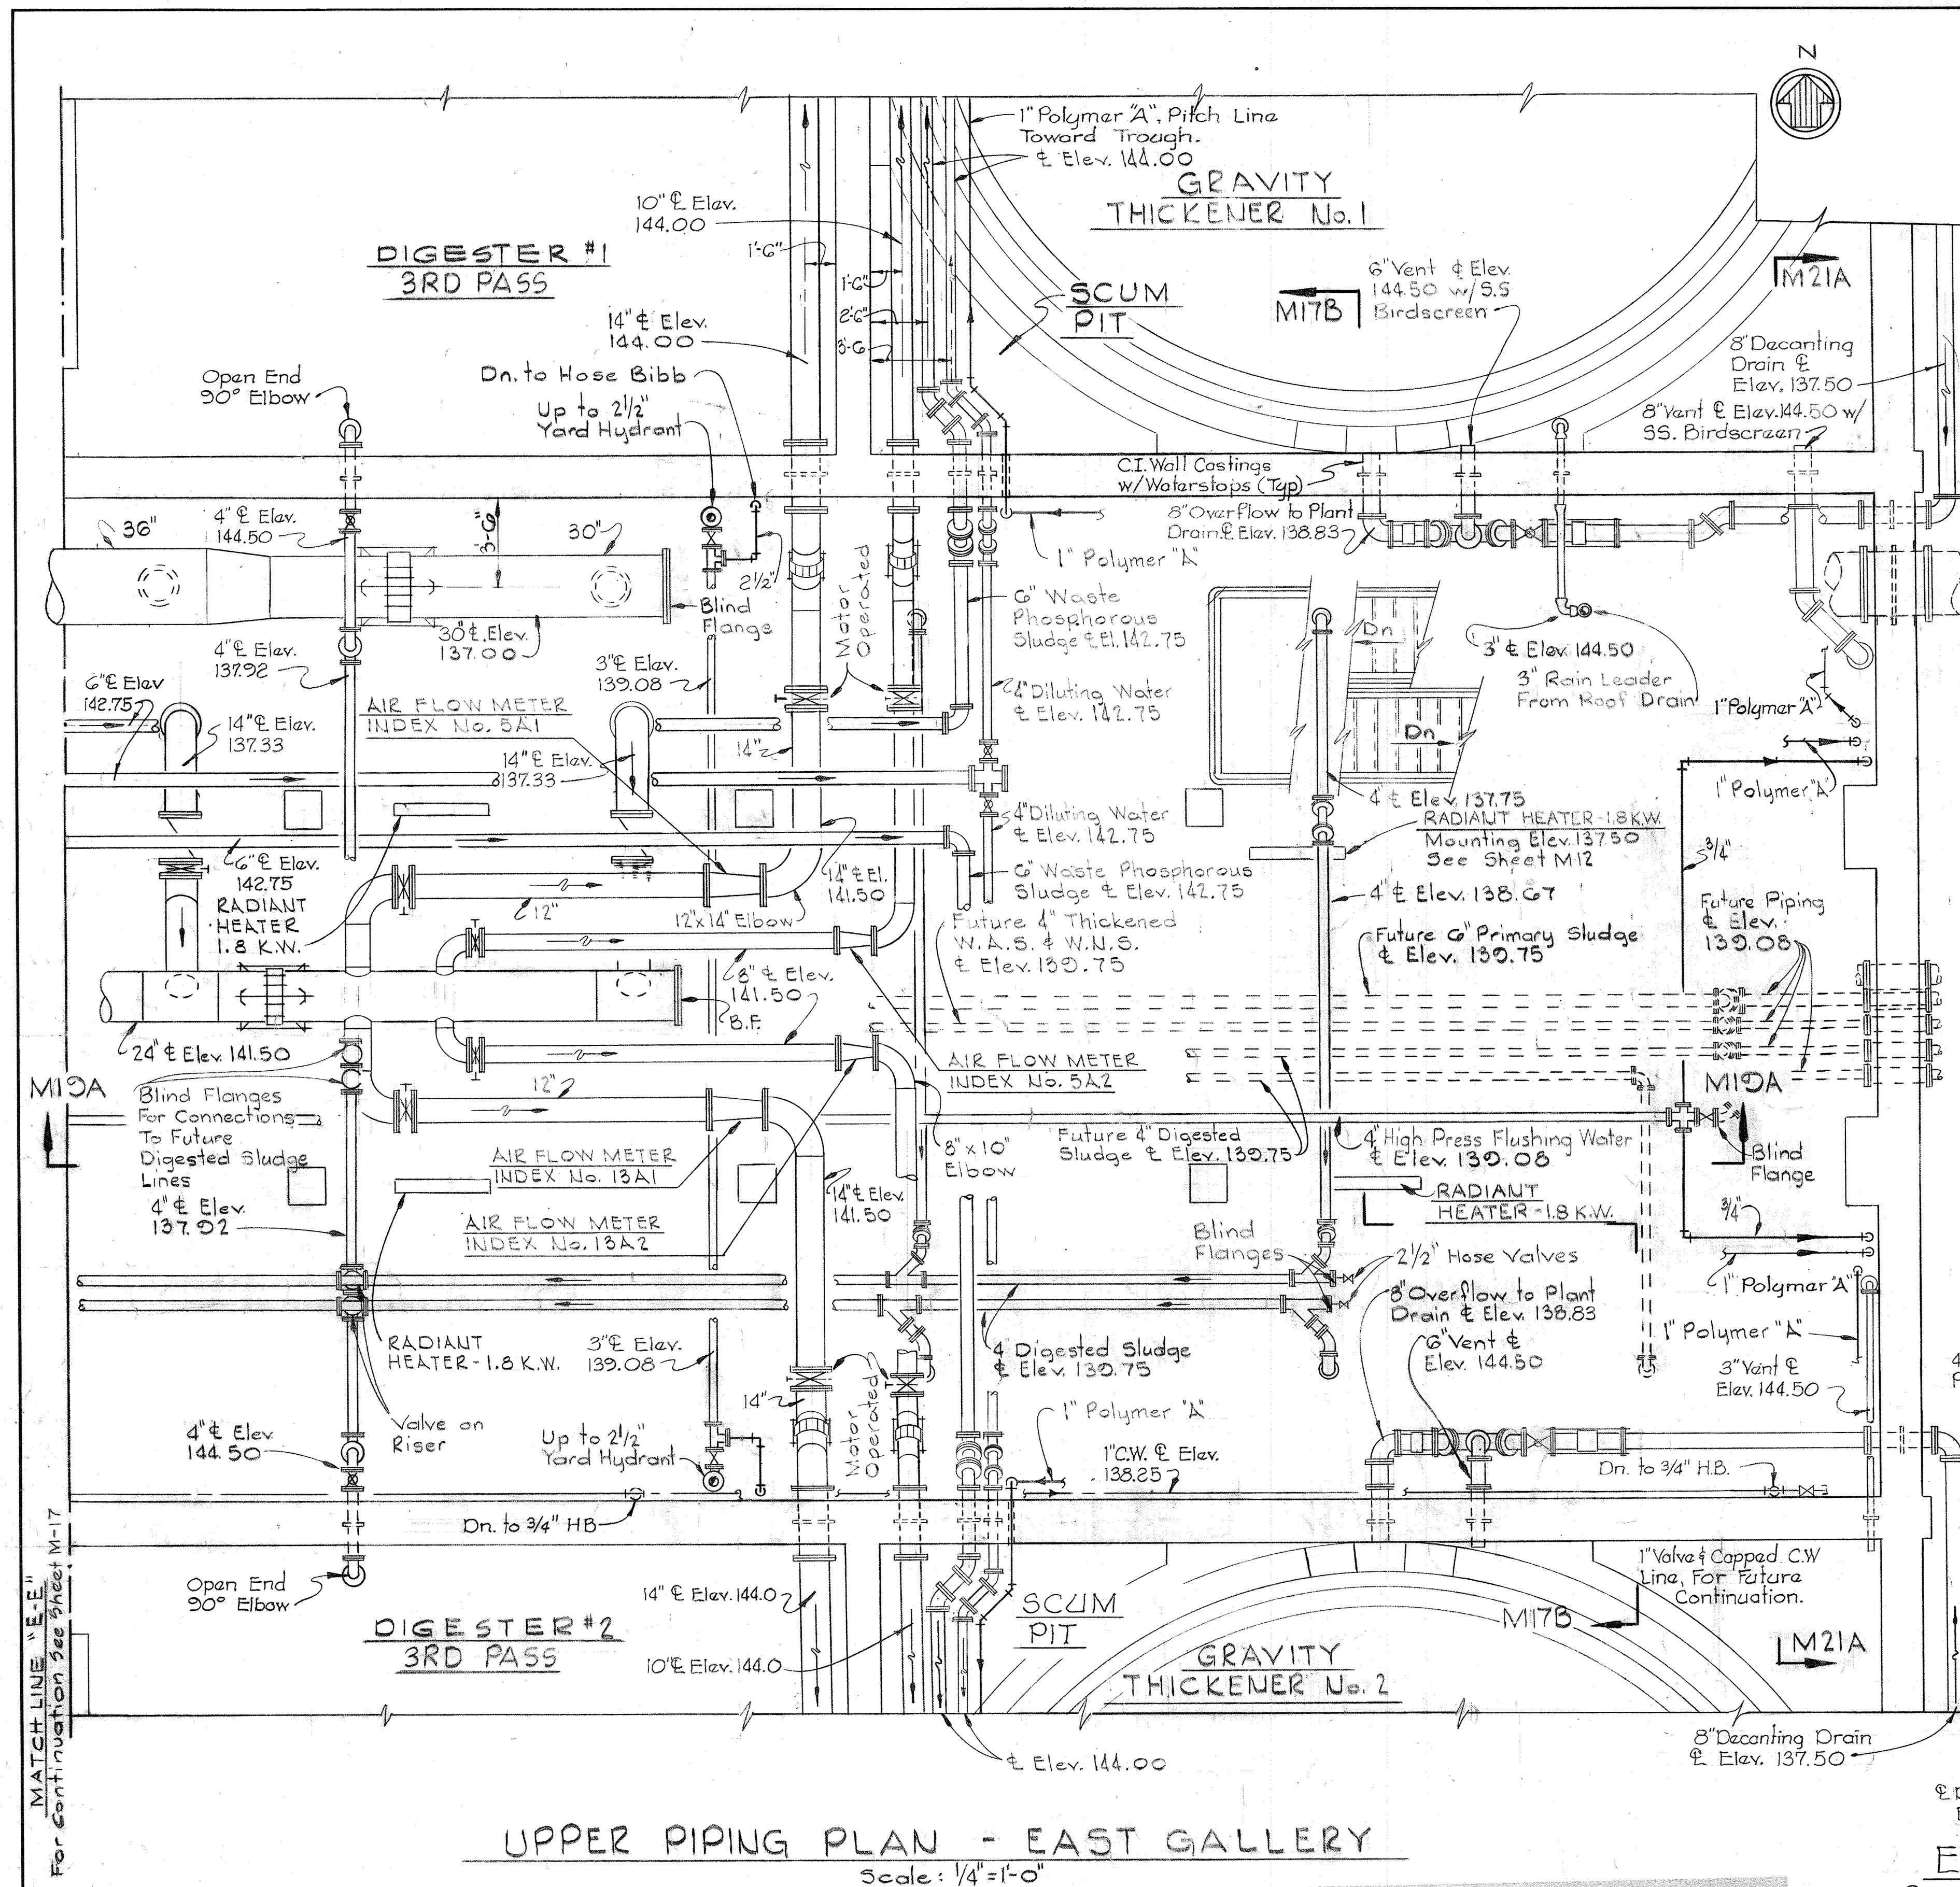 N
1" Polymer "A", Pitch Line
Toward Trough.
℄ Elev. 144.00
GRAVITY
THICKENER No.1
10" ℄ Elev.
144.00
DIGESTER #1
3RD PASS
1'-6"
1'-6"
2'-6"
3'-6
14" ℄ Elev.
144.00
SCUM
PIT
M17B
6" Vent ℄ Elev.
144.50 w/S.S
Birdscreen
M21A
8" Decanting
Drain ℄
Elev. 137.50
8" Vent ℄ Elev. 144.50 w/
SS. Birdscreen
Open End
90° Elbow
Dn. to Hose Bibb
Up to 2 1/2"
Yard Hydrant
C.I. Wall Castings
w/Waterstops (Typ)
8" Overflow to Plant
Drain ℄ Elev. 138.83
36"
4" ℄ Elev.
144.50
3'-6"
30"
2 1/2"
Blind
Flange
Motor
Operated
1" Polymer "A"
6" Waste
Phosphorous
Sludge ℄ El. 142.75
Dn
30" ℄ Elev.
137.00
4" ℄ Elev.
137.92
3" ℄ Elev.
139.08
3" ℄ Elev. 144.50
3" Rain Leader
From Roof Drain
1" Polymer "A"
6" ℄ Elev
142.75
14" ℄ Elev.
137.33
AIR FLOW METER
INDEX No. 5A1
4" Diluting Water
℄ Elev. 142.75
Dn
14"
14" ℄ Elev.
137.33
1" Polymer "A"
4" ℄ Elev. 137.75
RADIANT HEATER-1.8 K.W.
Mounting Elev. 137.50
See Sheet M-12
4" Diluting Water
℄ Elev. 142.75
3/4"
6" ℄ Elev.
142.75
RADIANT
HEATER
1.8 K.W.
12"
12"x14" Elbow
14" ℄ El.
141.50
6" Waste Phosphorous
Sludge ℄ Elev. 142.75
4" ℄ Elev. 138.67
Future 4" Thickened
W.A.S. & W.N.S.
℄ Elev. 139.75
Future 6" Primary Sludge
℄ Elev. 139.75
Future Piping
℄ Elev.
139.08
8" ℄ Elev.
141.50
B.F.
24" ℄ Elev. 141.50
AIR FLOW METER
INDEX No. 5A2
M19A
M19A
Blind Flanges
For Connections
To Future
Digested Sludge
Lines
12"
4" ℄ Elev.
137.92
AIR FLOW METER
INDEX No. 13A1
8" x 10"
Elbow
Future 4" Digested
Sludge ℄ Elev. 139.75
4" High Press Flushing Water
℄ Elev. 139.08
Blind
Flange
14" ℄ Elev.
141.50
RADIANT
HEATER-1.8 K.W.
3/4"
AIR FLOW METER
INDEX No. 13A2
Blind
Flanges
2 1/2" Hose Valves
1" Polymer "A"
8" Overflow to Plant
Drain ℄ Elev. 138.83
RADIANT
HEATER-1.8 K.W.
3" ℄ Elev.
139.08
4" Digested Sludge
℄ Elev. 139.75
6" Vent ℄
Elev. 144.50
1" Polymer "A"
3" Vent ℄
Elev. 144.50
14"
Motor
Operated
Valve on
Riser
4" ℄ Elev.
144.50
Up to 2 1/2"
Yard Hydrant
1" Polymer "A"
1" C.W. ℄ Elev.
138.25
Dn. to 3/4" H.B.
Dn. to 3/4" HB
Open End
90° Elbow
14" ℄ Elev. 144.0
SCUM
PIT
1" Valve & Capped C.W
Line, For Future
Continuation.
M17B
DIGESTER #2
3RD PASS
10" ℄ Elev. 144.0
GRAVITY
THICKENER No. 2
M21A
℄ Elev. 144.00
8" Decanting Drain
℄ Elev. 137.50
MATCH LINE "E-E"
For Continuation See Sheet M-17
UPPER PIPING PLAN - EAST GALLERY
Scale: 1/4"=1'-0"